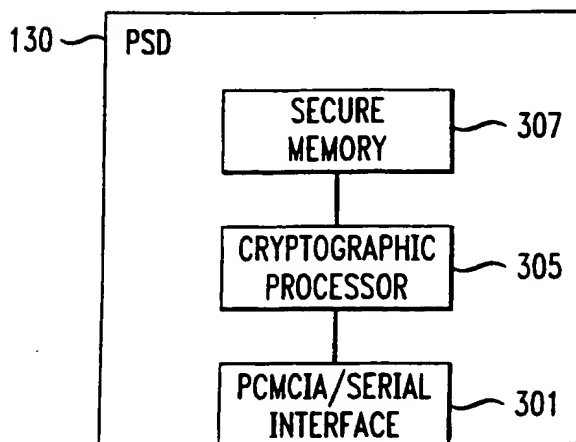 130 PSD
SECURE
MEMORY
307
CRYPTOGRAPHIC
PROCESSOR
305
PCMCIA/SERIAL
INTERFACE
301